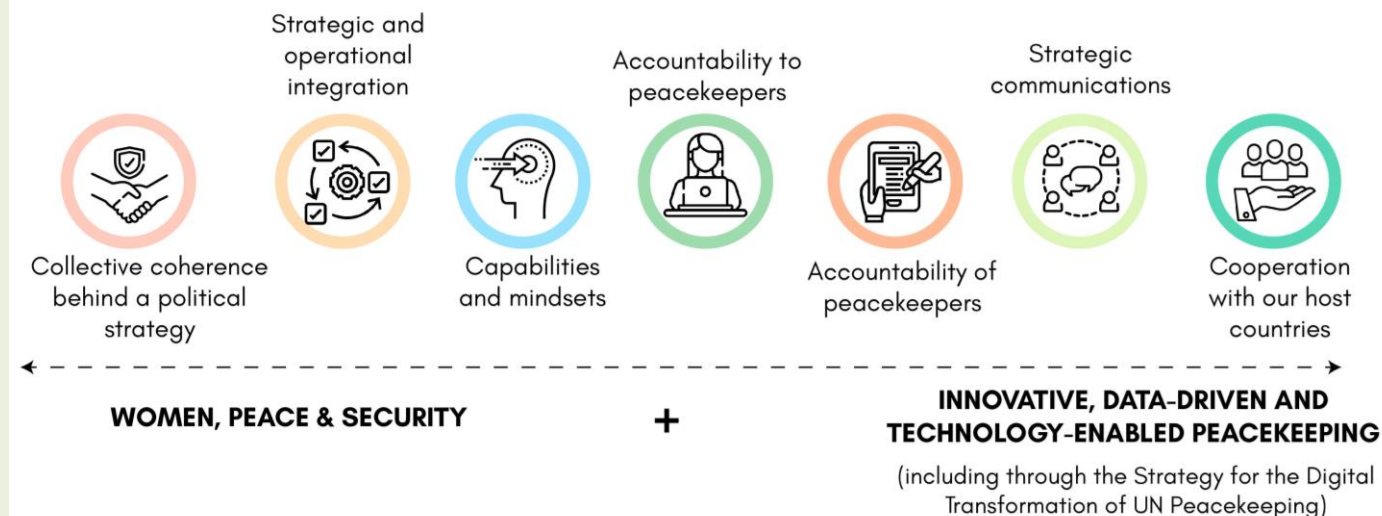 Strategic and
operational
integration
Accountability to
peacekeepers
Strategic
communications
Collective coherence
behind a political
strategy
Capabilities
and mindsets
Accountability of
peacekeepers
Cooperation
with our host
countries
WOMEN, PEACE & SECURITY
+
INNOVATIVE, DATA-DRIVEN AND
TECHNOLOGY-ENABLED PEACEKEEPING
(including through the Strategy for the Digital
Transformation of UN Peacekeeping)